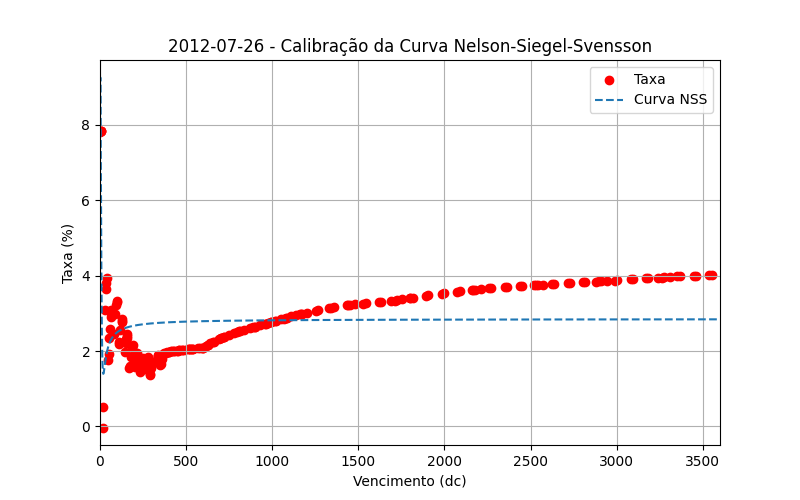 2012-07-26 - Calibração da Curva Nelson-Siegel-Svensson
Taxa
Curva NSS
Taxa (%)
8
6
4
2
0
0 500 1000 1500 2000 2500 3000 3500
Vencimento (dc)